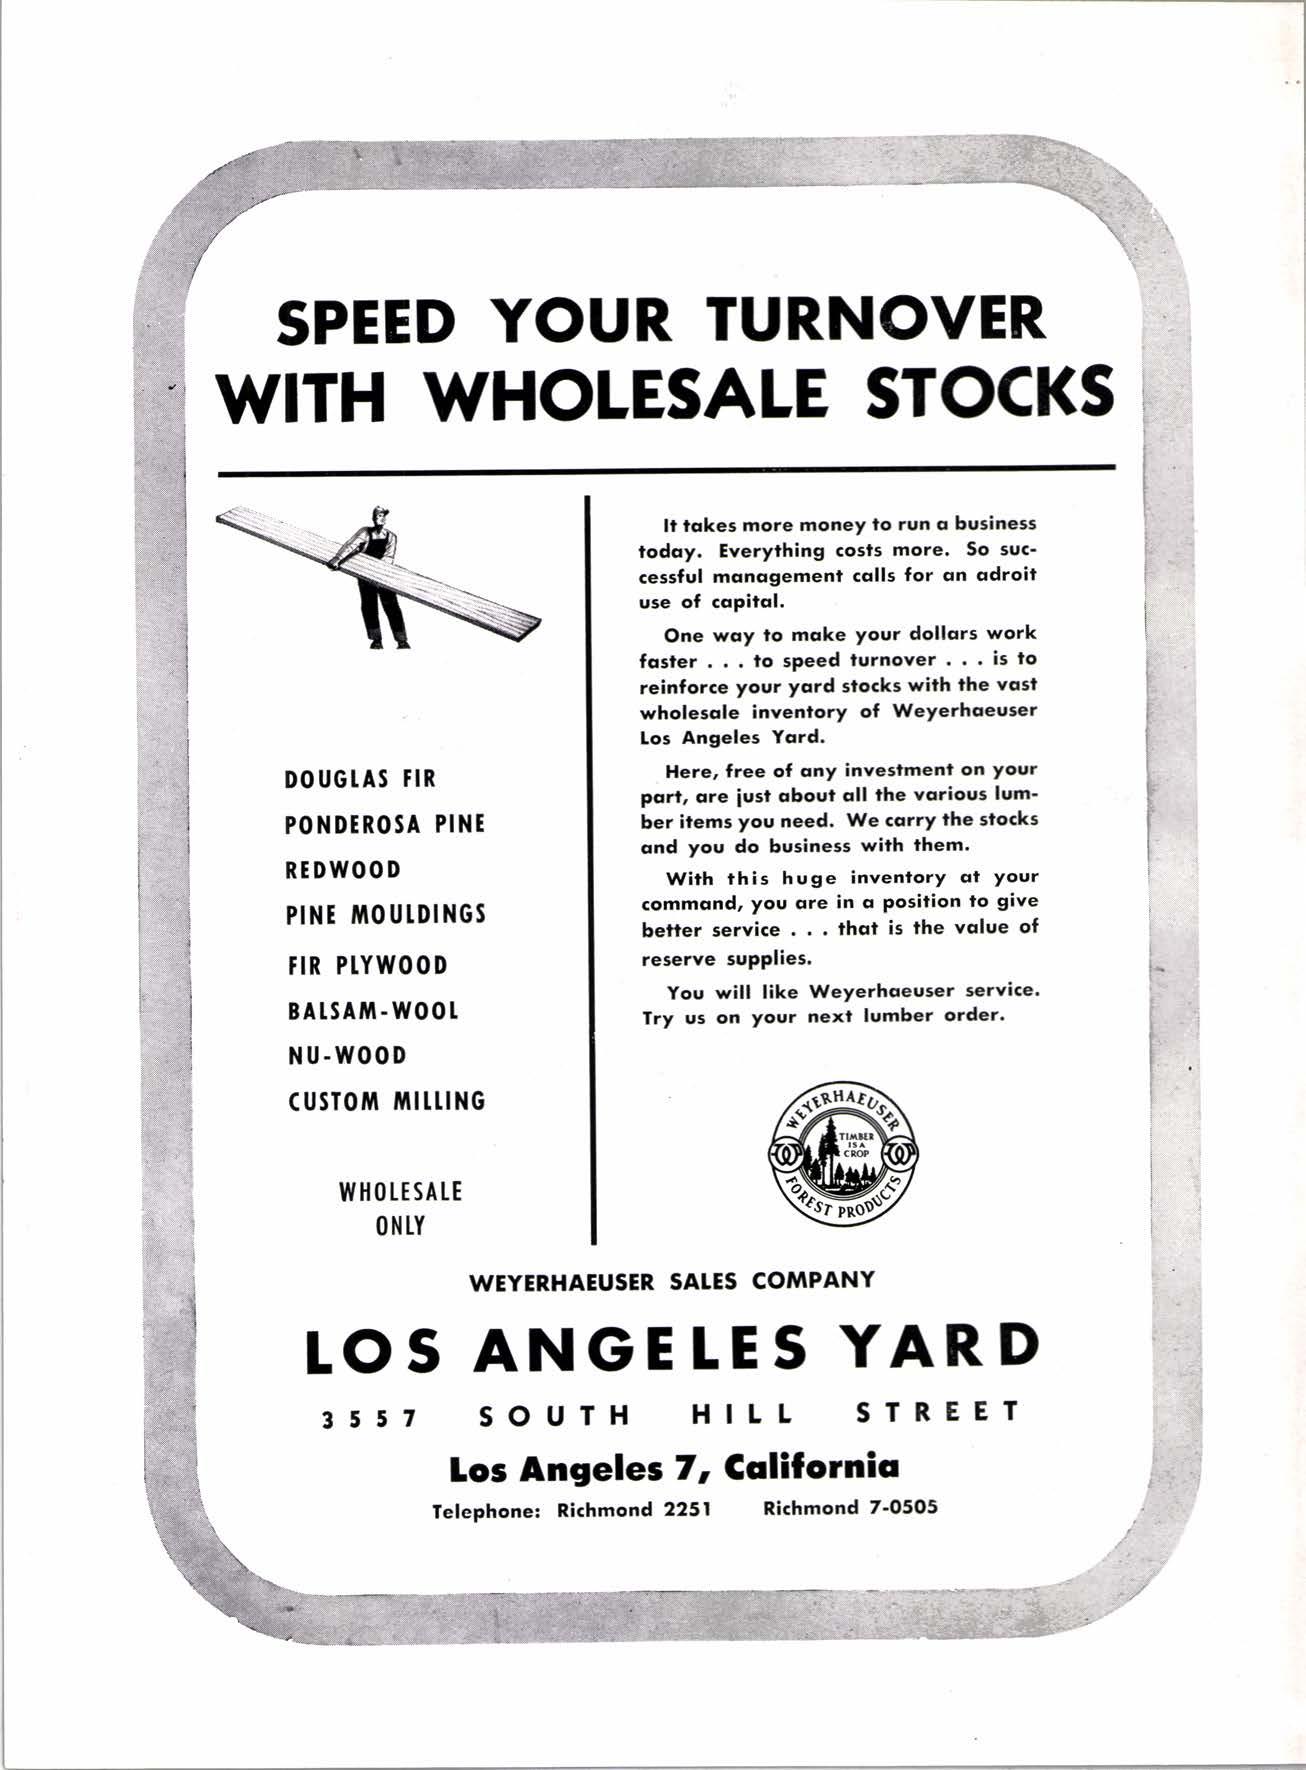 SPEED YOUR TURNOVER
WITH WHOLESALE STOCKS
DOUGLAS FIR
PONDEROSA PINE
REDWOOD
PINE MOULDINGS
FIR PLYWOOD
BALSAM-WOOL
NU-WOOD
CUSTOM MILLING
WHOLESALE
ONLY
It takes more money to run a business
today. Everything costs more. So suc-
cessful management calls for an adroit
use of capital.
One way to make your dollars work
faster . . . to speed turnover . . . is to
reinforce your yard stocks with the vast
wholesale inventory of Weyerhaeuser
Los Angeles Yard.
Here, free of any investment on your
part, are just about all the various lum-
ber items you need. We carry the stocks
and you do business with them.
With this huge inventory at your
command, you are in a position to give
better service . . . that is the value of
reserve supplies.
You will like Weyerhaeuser service.
Try us on your next lumber order.
WEYERHAEUSER
TIMBER
IS A
CROP
W W
FOREST PRODUCTS
WEYERHAEUSER SALES COMPANY
LOS ANGELES YARD
3557 SOUTH HILL STREET
Los Angeles 7, California
Telephone: Richmond 2251 Richmond 7-0505